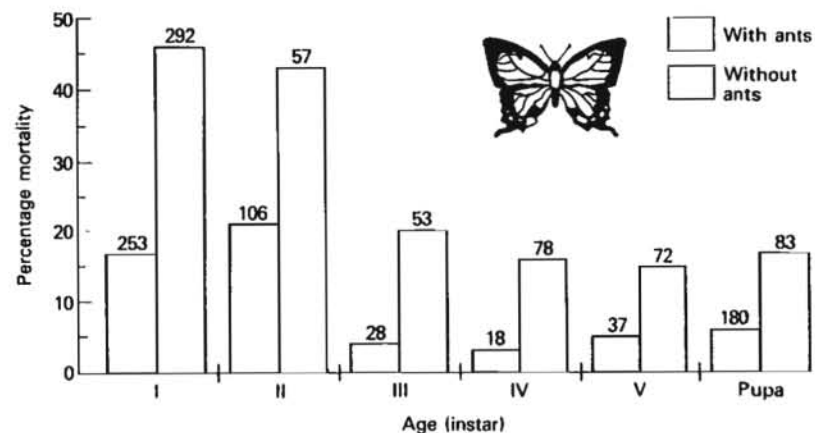 50
40
30
20
10
0
Percentage mortality
292
253
57
106
53
28
78
18
72
37
83
180
With ants
Without
ants
I
II
III
IV
V
Pupa
Age (instar)